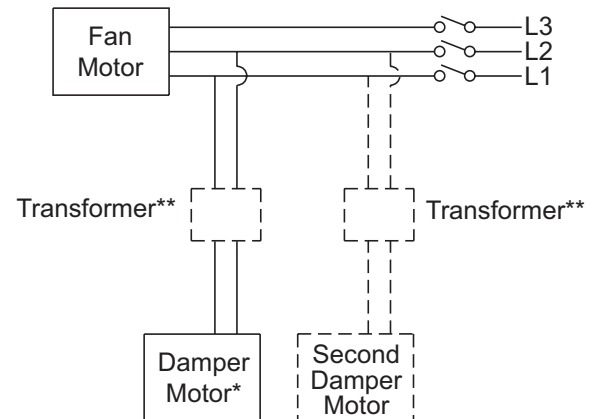 Fan
Motor
L3
L2
L1
Transformer**
Transformer**
Damper
Motor*
Second
Damper
Motor